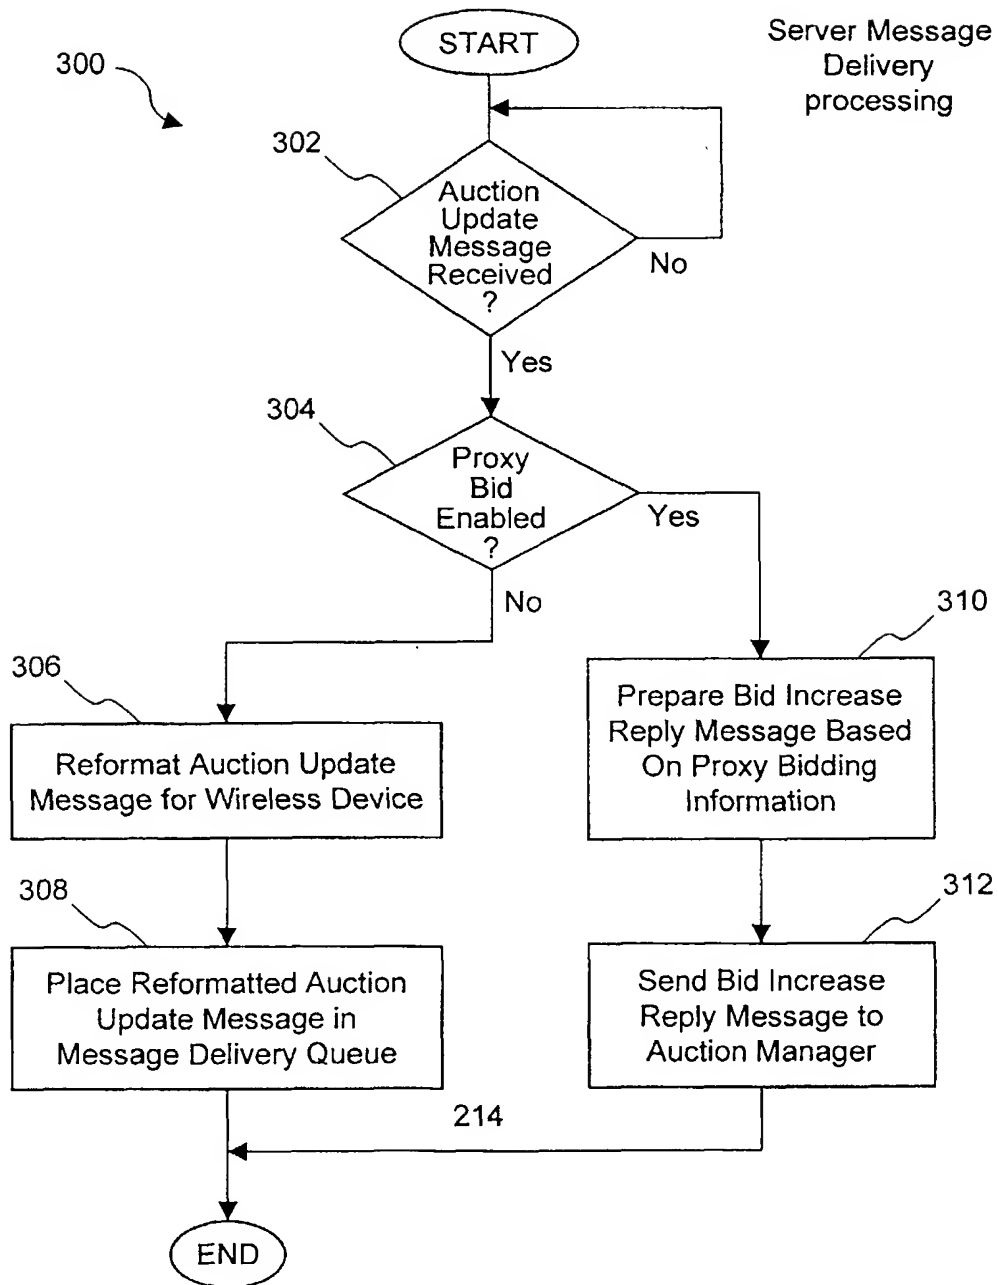 START
Server Message
Delivery
processing
300
302
Auction
Update
Message
Received
?
No
Yes
304
Proxy
Bid
Enabled
?
Yes
No
310
306
Prepare Bid Increase
Reply Message Based
On Proxy Bidding
Information
Reformat Auction Update
Message for Wireless Device
308
312
Place Reformatted Auction
Update Message in
Message Delivery Queue
Send Bid Increase
Reply Message to
Auction Manager
214
END